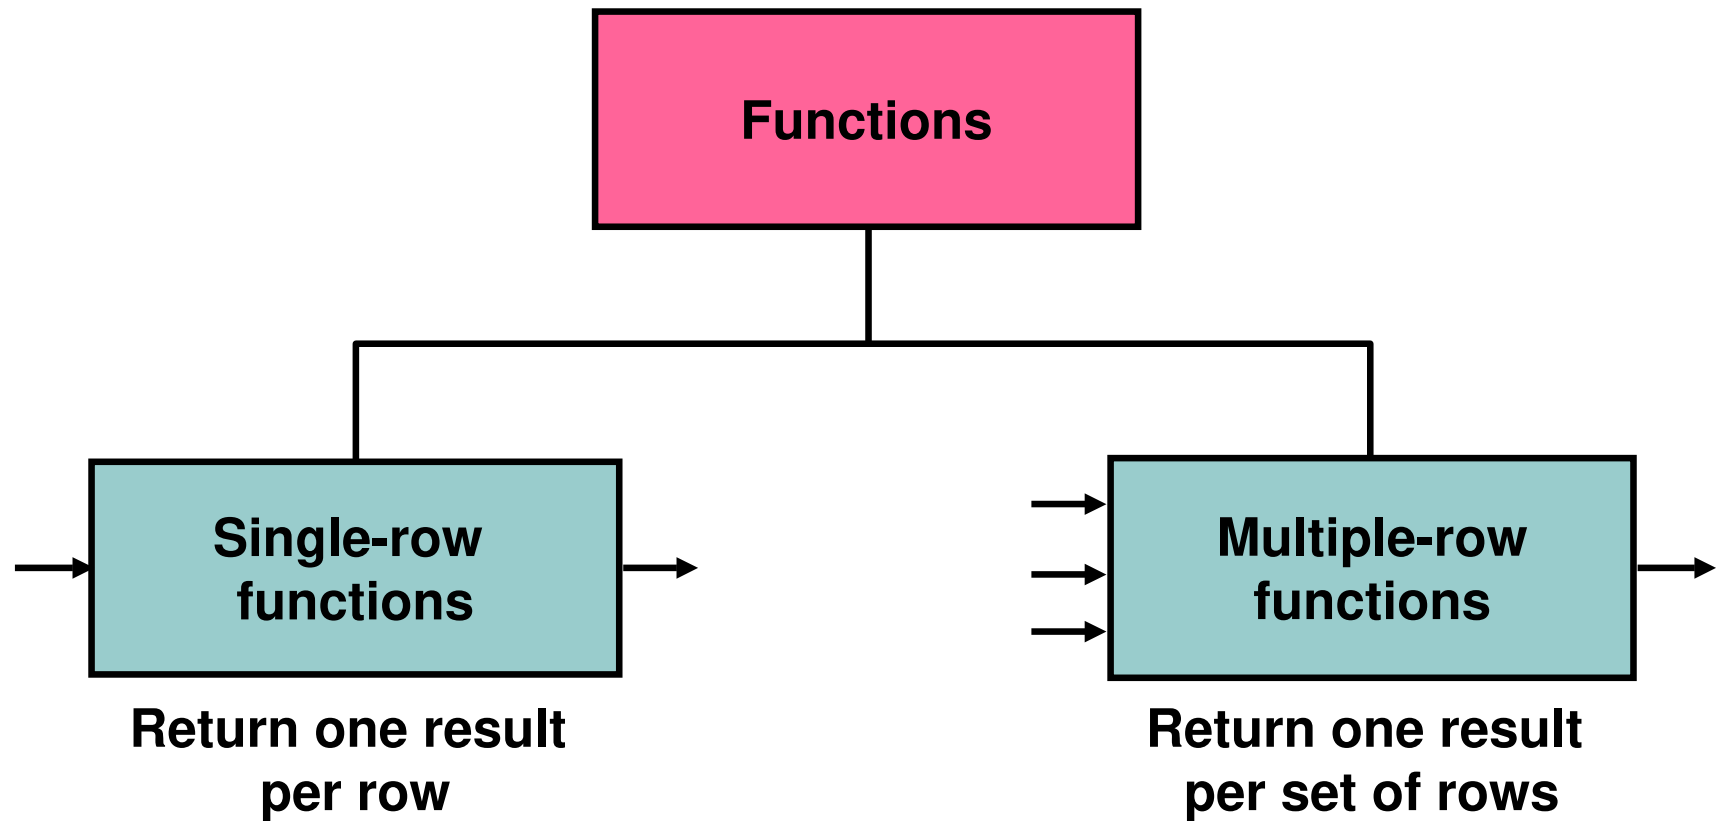 Functions
Single-row
functions
Return one result
per row
Multiple-row
functions
Return one result
per set of rows